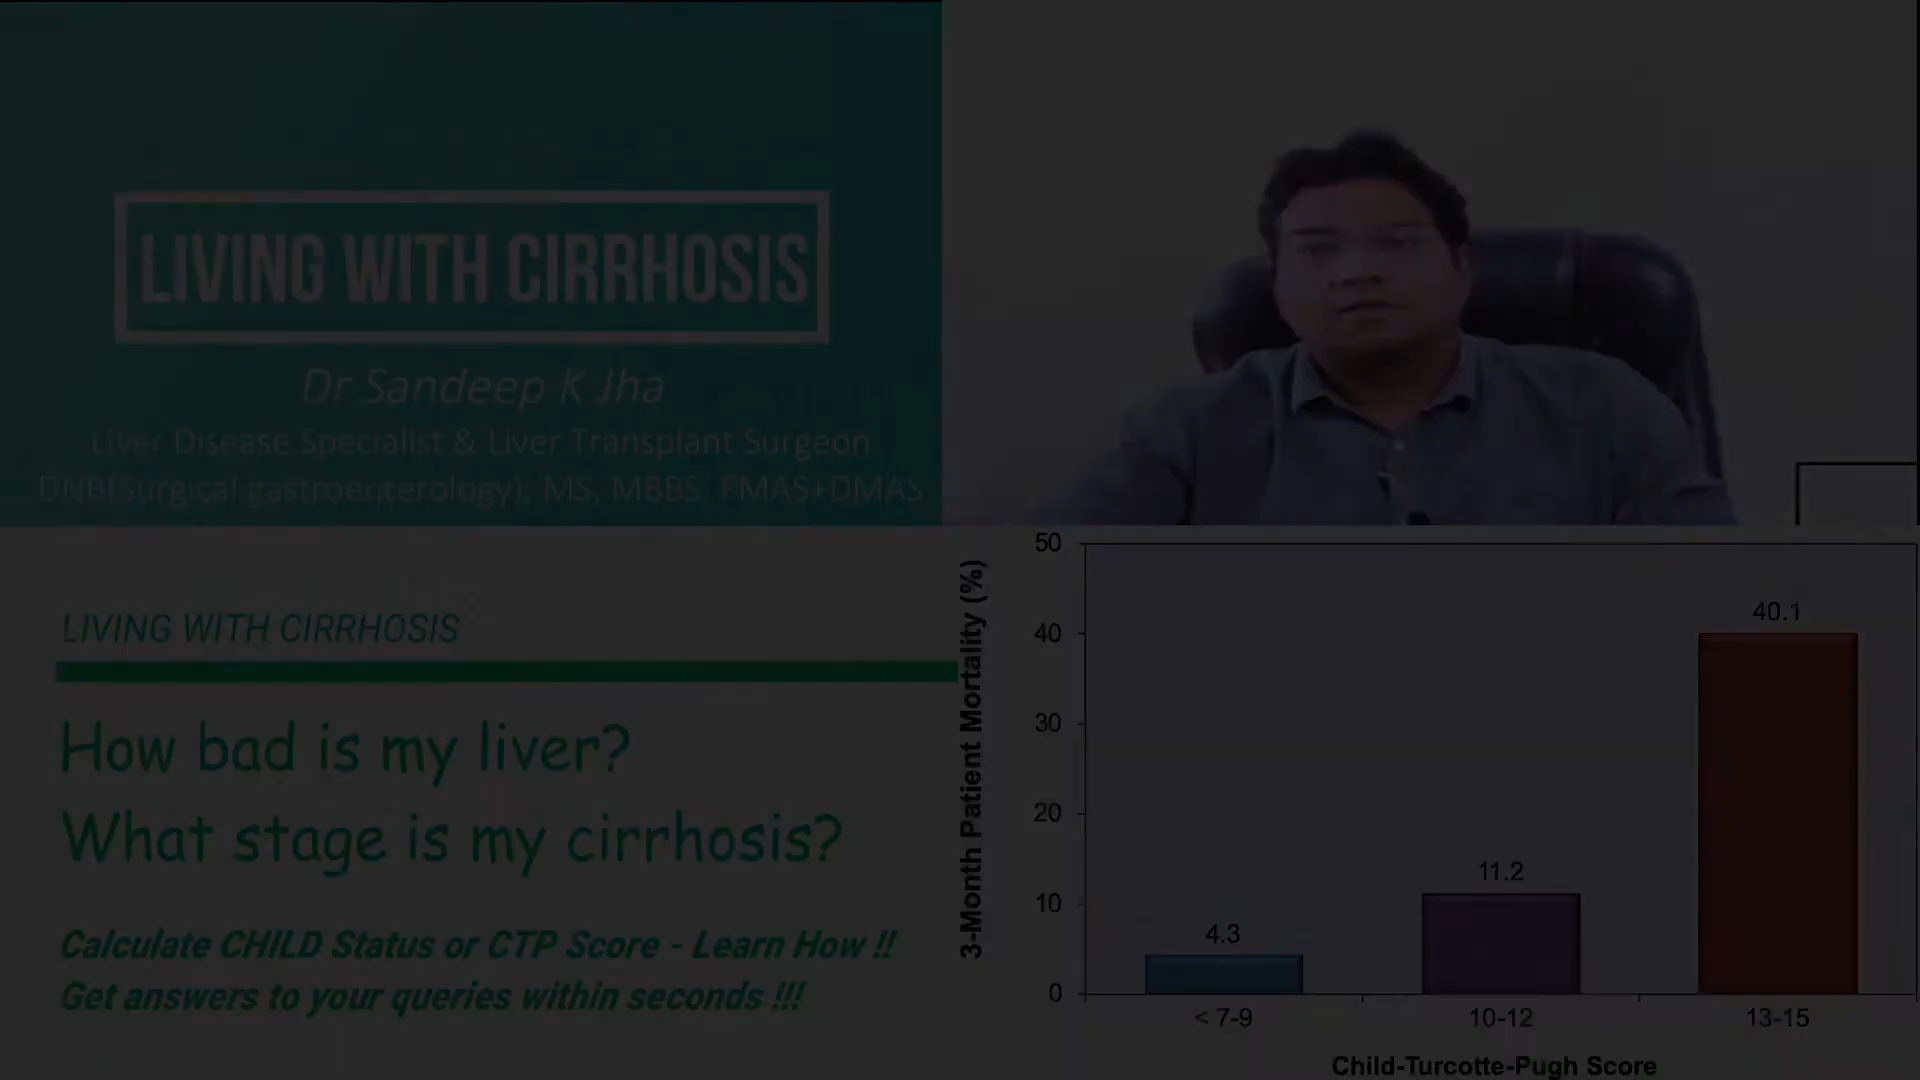 LIVING WITH CIRRHOSIS
Dr Sandeep K Jha
Liver Disease Specialist & Liver Transplant Surgeon
DNB(Surgical gastroenterology), MS, MBBS, FMAS+DMAS
LIVING WITH CIRRHOSIS
How bad is my liver?
What stage is my cirrhosis?
Calculate CHILD Status or CTP Score - Learn How !!
Get answers to your queries within seconds !!!
3-Month Patient Mortality (%)
50
40
30
20
10
0
4.3
11.2
40.1
< 7-9
10-12
13-15
Child-Turcotte-Pugh Score